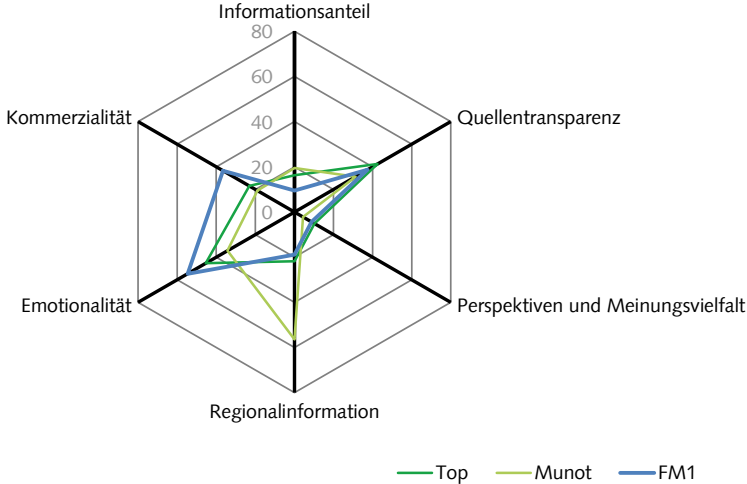 Informationsanteil
80
60
Kommerzialität
40
Quellentransparenz
20
0
Emotionalität
Perspektiven und Meinungsvielfalt
Regionalinformation
Top Munot FM1